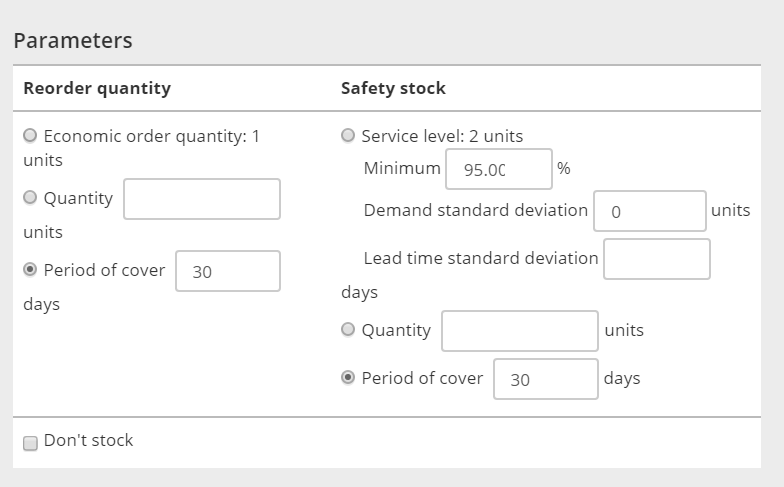 Parameters
Reorder quantity
Safety stock
Economic order quantity: 1
units
Quantity
units
Period of cover 30
days
Service level: 2 units
Minimum 95.00 %
Demand standard deviation 0 units
Lead time standard deviation
days
Quantity units
Period of cover 30 days
Don't stock